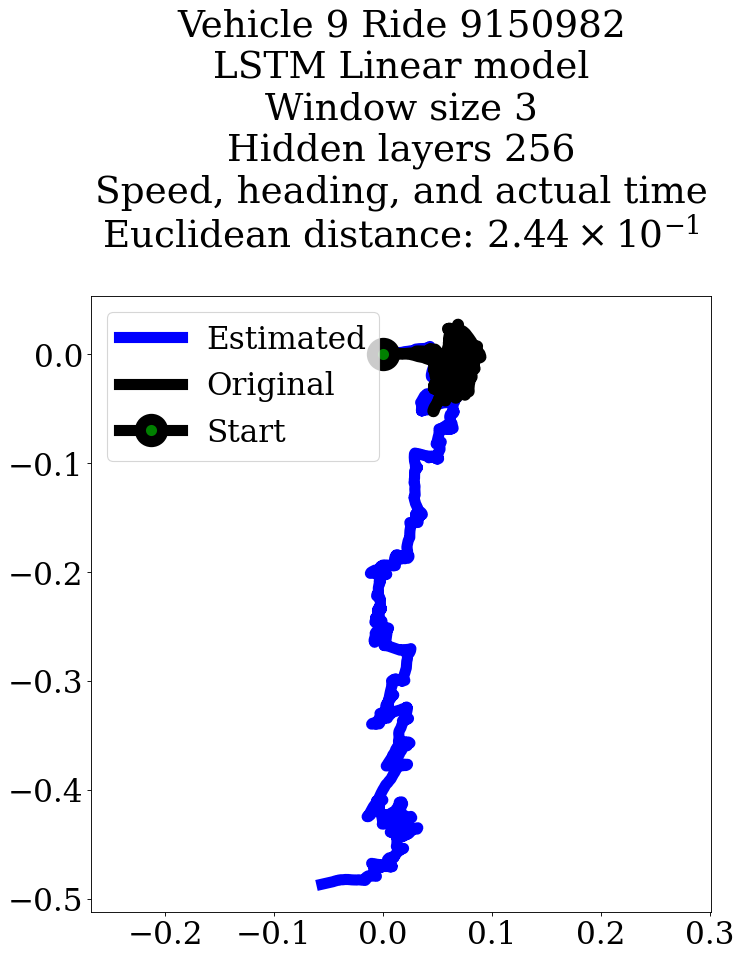 Vehicle 9 Ride 9150982
LSTM Linear model
Window size 3
Hidden layers 256
Speed, heading, and actual time
Euclidean distance: 2.44 × 10⁻¹
Estimated
Original
Start
0.0
−0.1
−0.2
−0.3
−0.4
−0.5
−0.2 −0.1 0.0 0.1 0.2 0.3